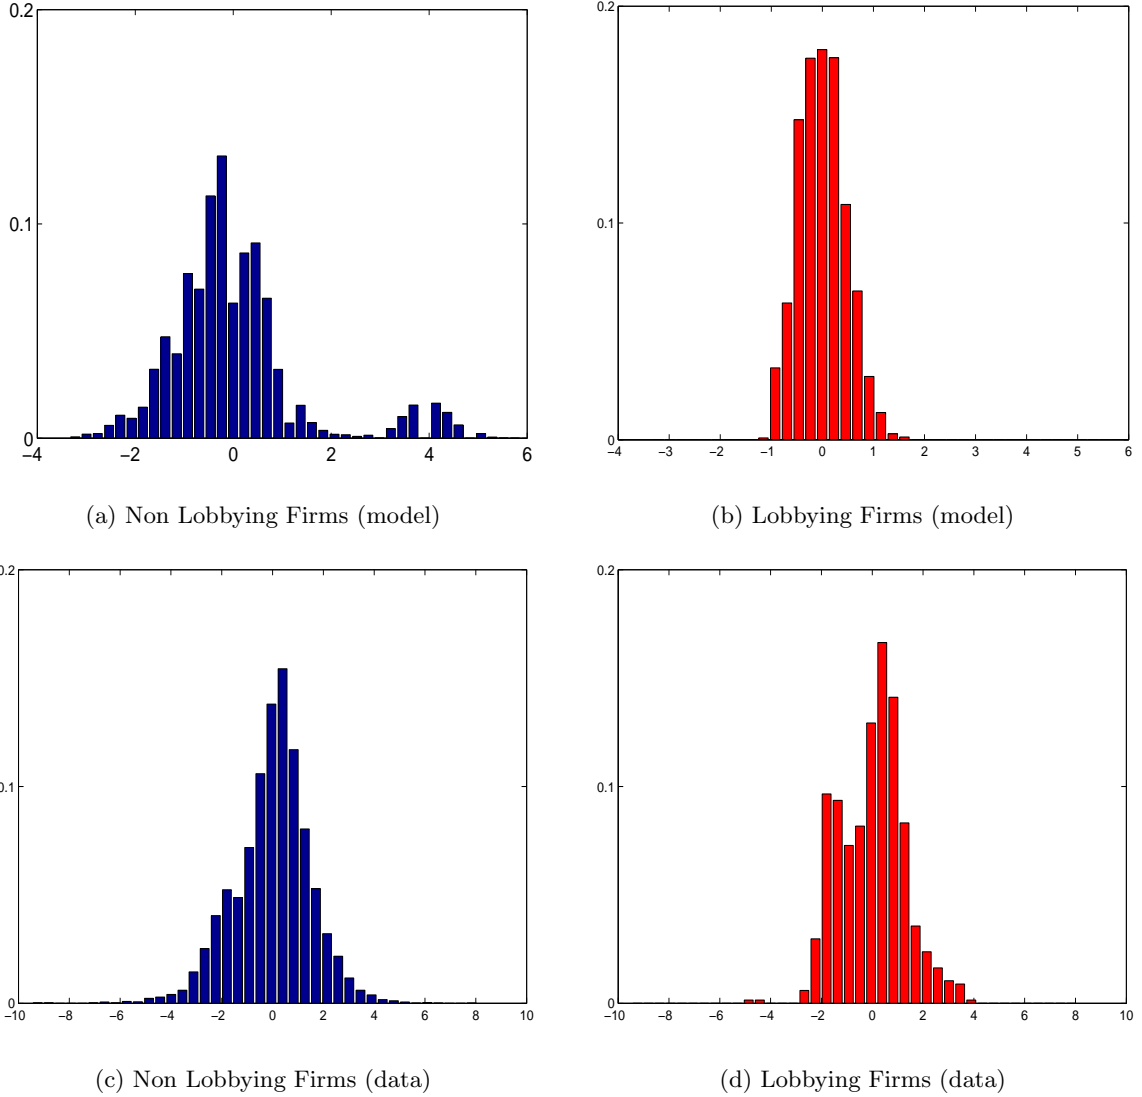 0.2
0.1
0
−4 −2 0 2 4 6
(a) Non Lobbying Firms (model)
0.2
0.1
0
−4 −3 −2 −1 0 1 2 3 4 5 6
(b) Lobbying Firms (model)
0.2
0.1
0
−10 −8 −6 −4 −2 0 2 4 6 8 10
(c) Non Lobbying Firms (data)
0.2
0.1
0
−10 −8 −6 −4 −2 0 2 4 6 8 10
(d) Lobbying Firms (data)